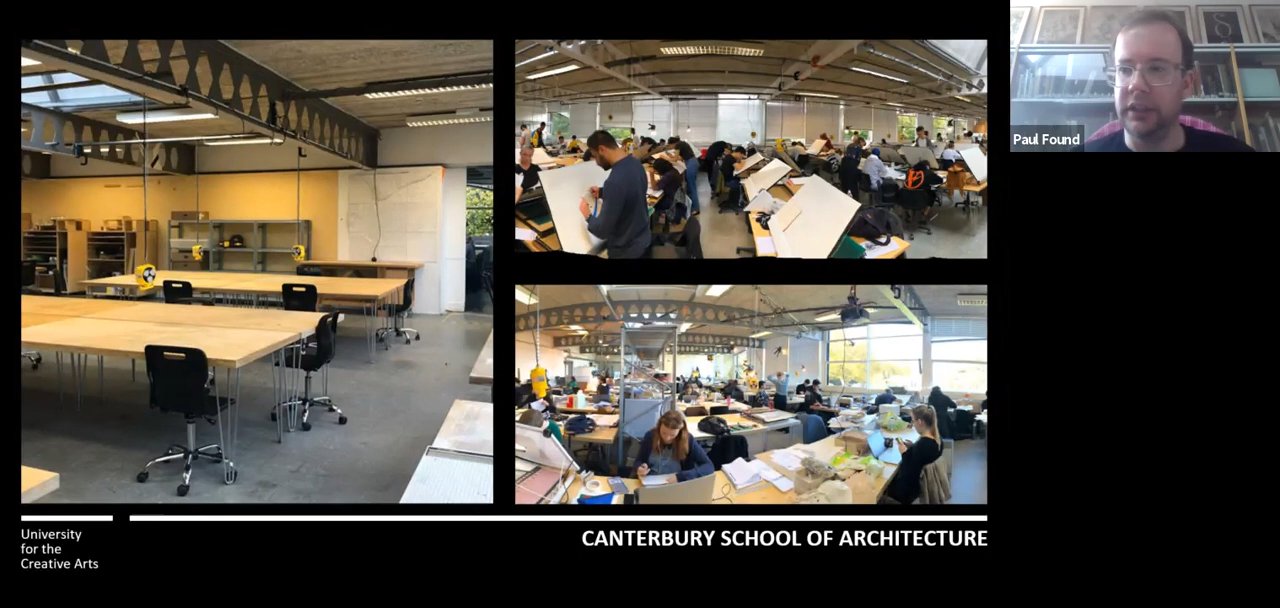 Paul Found
University
for the
Creative Arts
CANTERBURY SCHOOL OF ARCHITECTURE